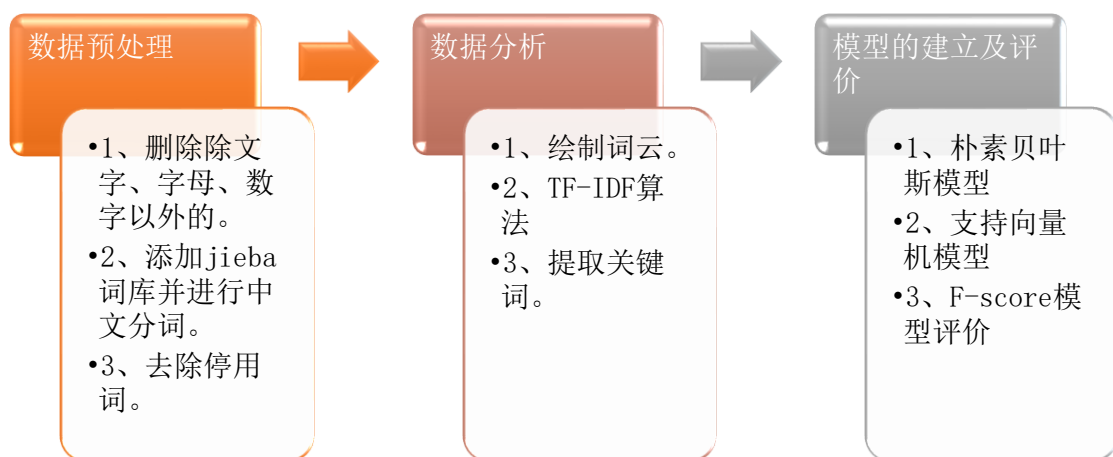 数据预处理
•1、删除除文
字、字母、数
字以外的。
•2、添加jieba
词库并进行中
文分词。
•3、去除停用
词。
数据分析
•1、绘制词云。
•2、TF-IDF算
法
•3、提取关键
词。
模型的建立及评
价
•1、朴素贝叶
斯模型
•2、支持向量
机模型
•3、F-score模
型评价